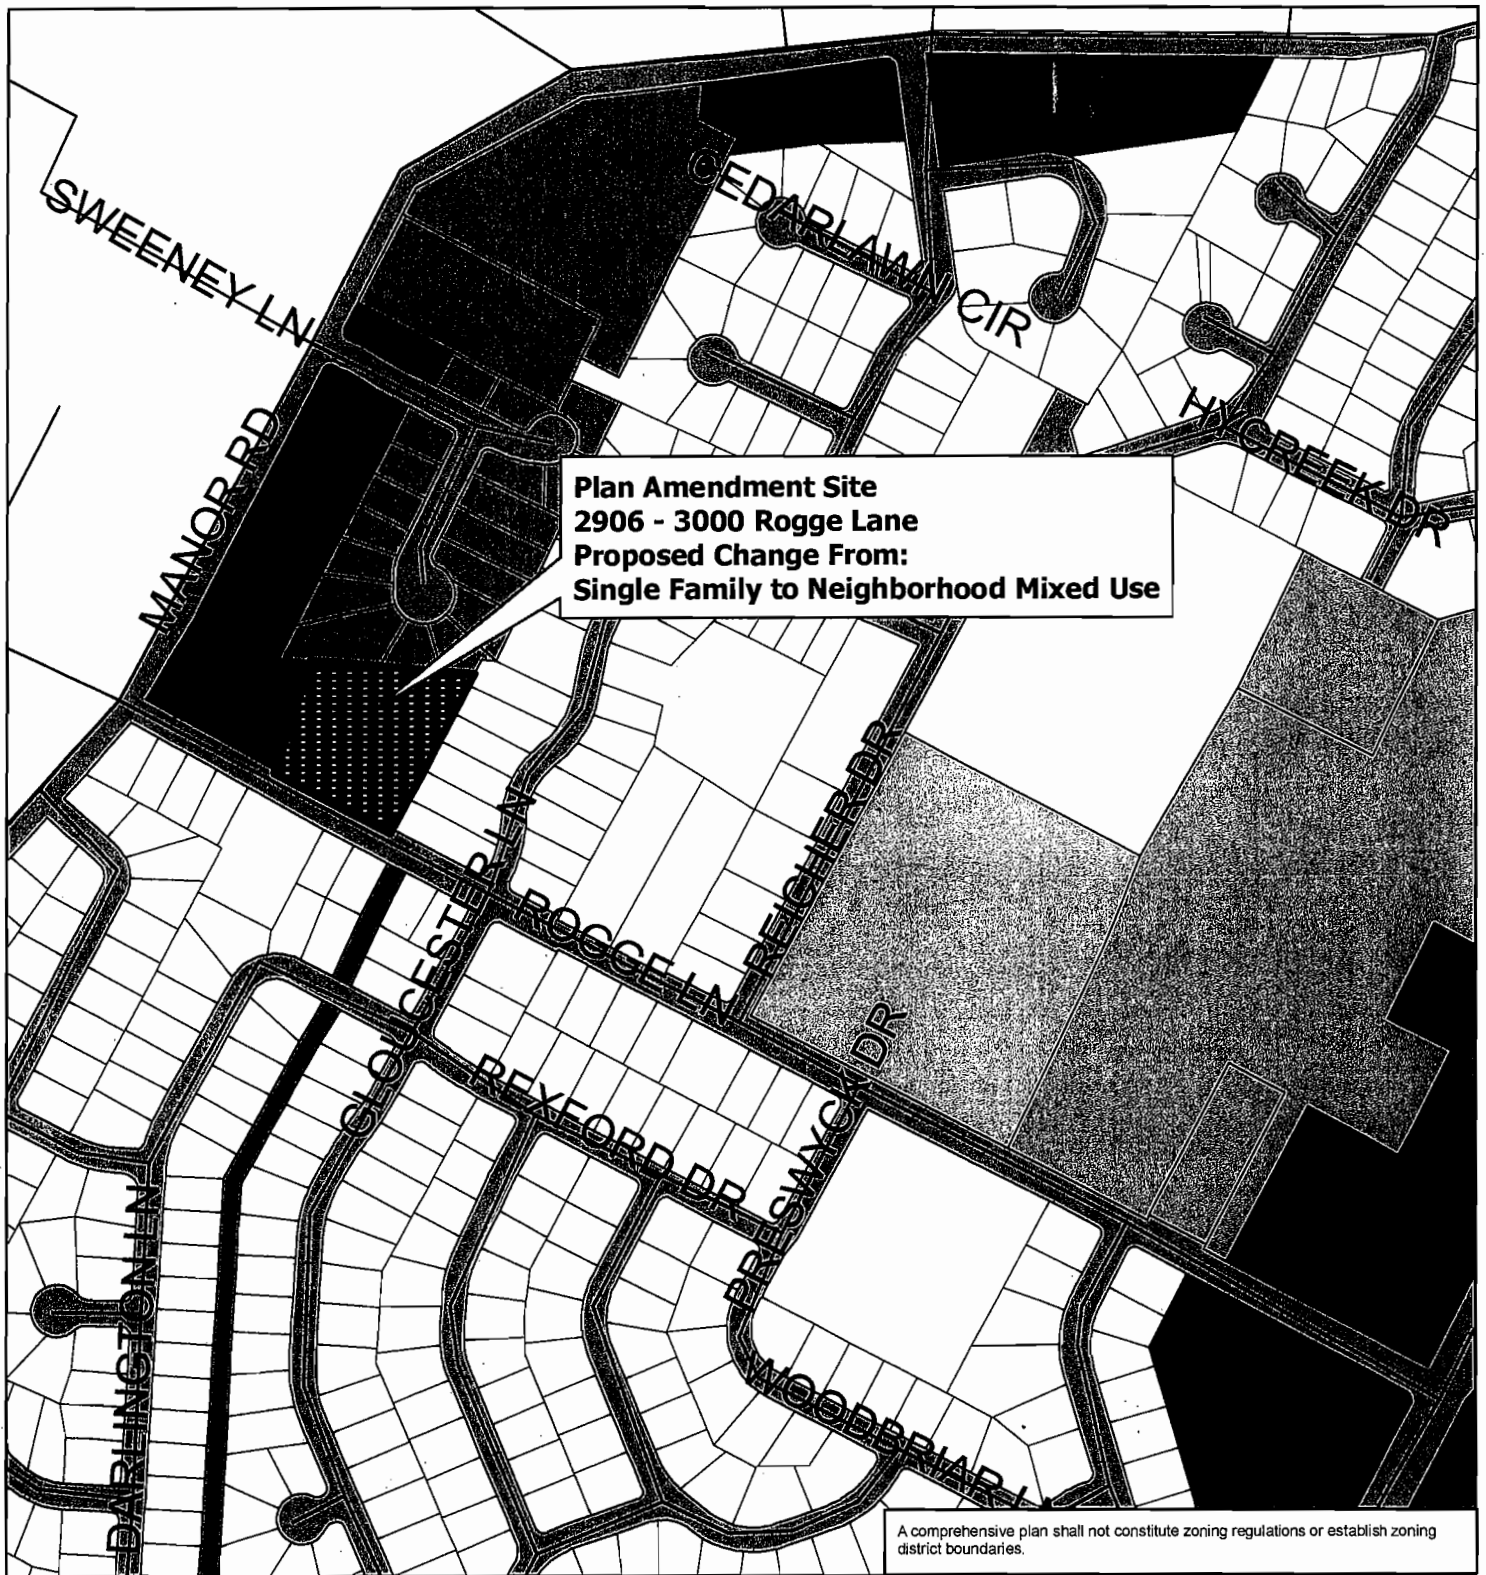 CEDARLAWN CIR
SWEENEY LN
MANOR RD
HYCREEK DR
Plan Amendment Site
2906 - 3000 Rogge Lane
Proposed Change From:
Single Family to Neighborhood Mixed Use
REICHER DR
GLOUCESTER LN
ROGGE LN
REXFORD DR
PRESWYCK DR
DARLINGTON LN
WOODBRIAR L
A comprehensive plan shall not constitute zoning regulations or establish zoning
district boundaries.